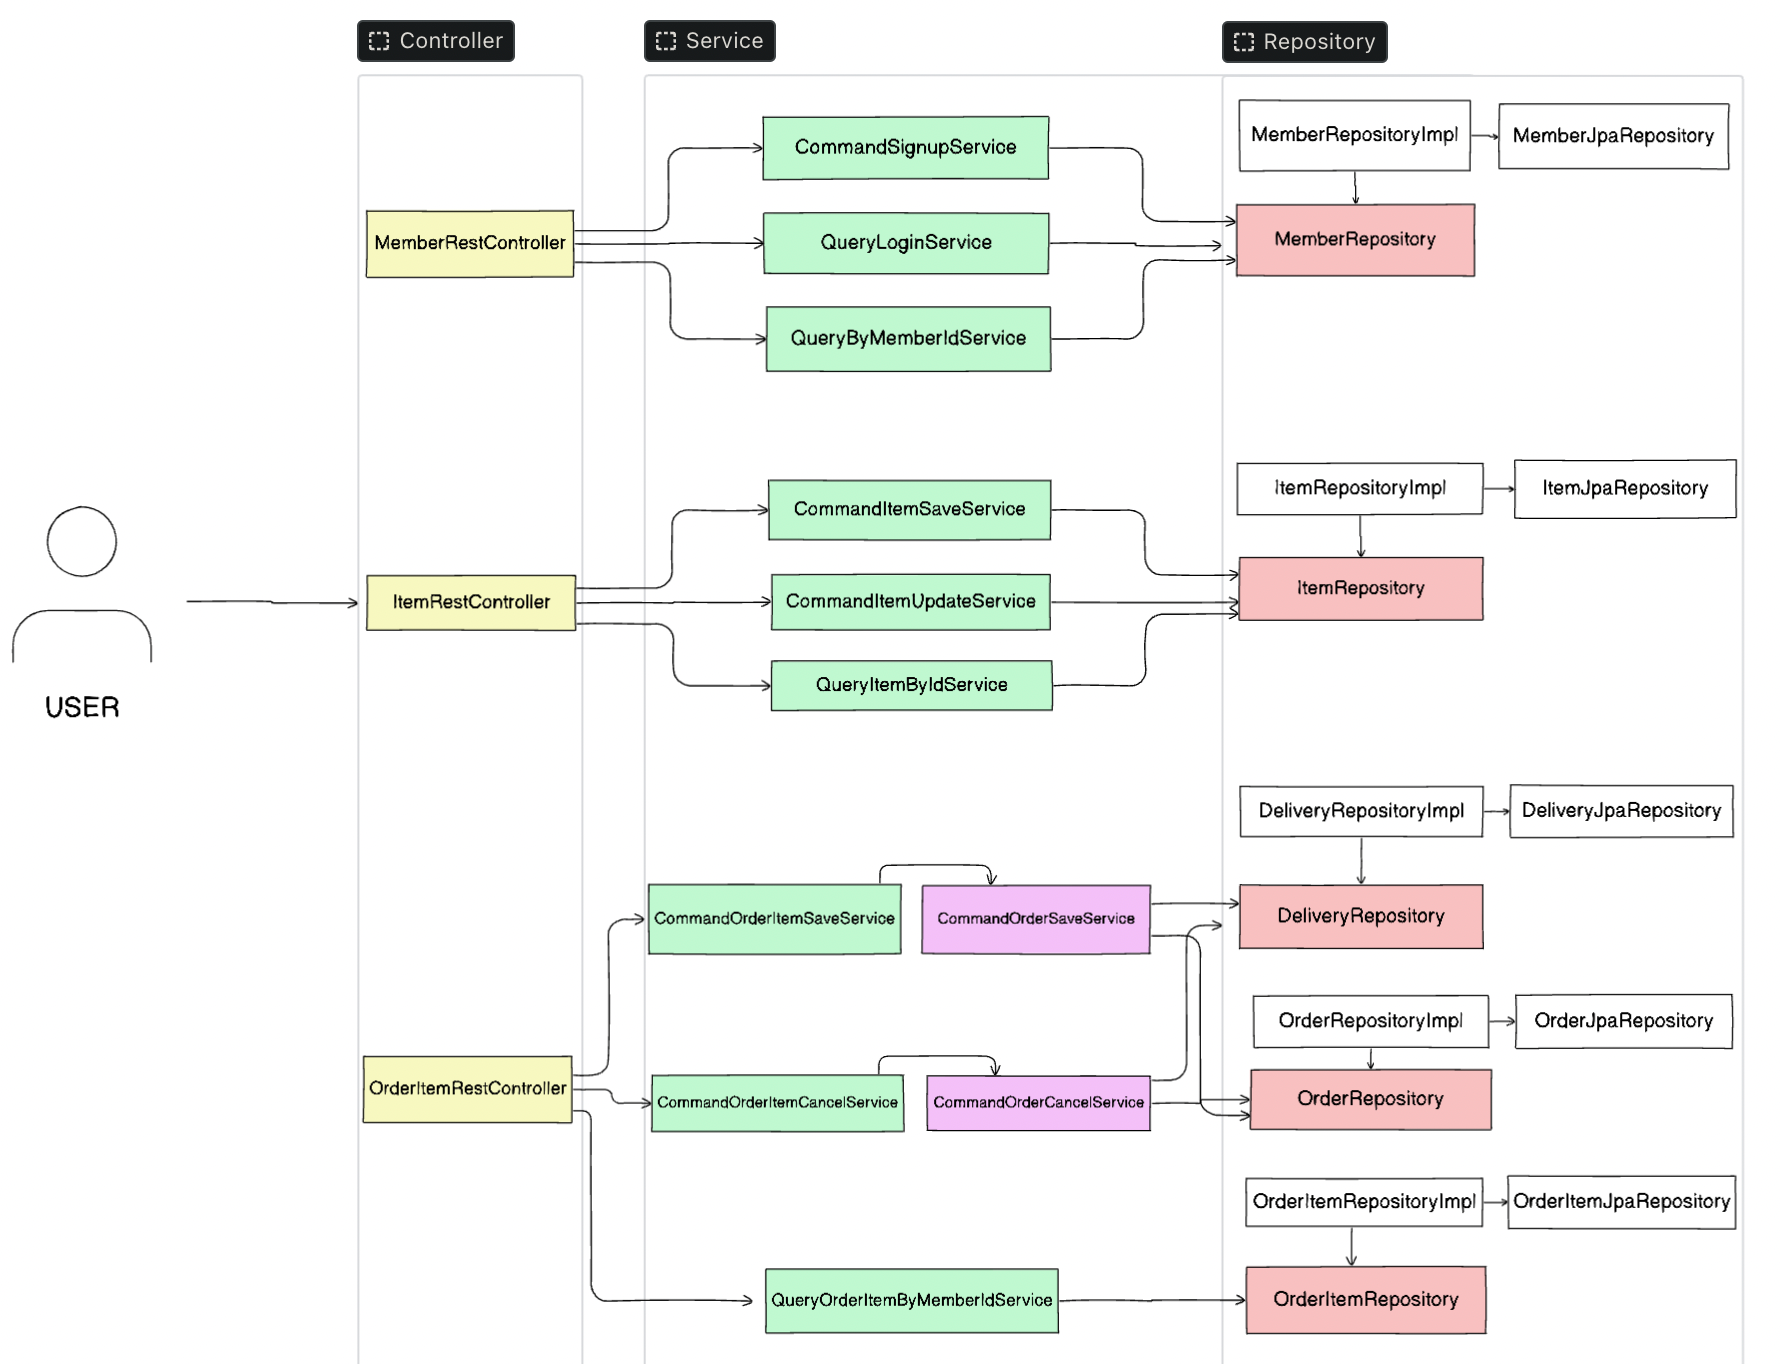 Controller
Service
Repository
CommandSignupService
MemberRepositoryImpl
MemberJpaRepository
MemberRestController
QueryLoginService
MemberRepository
QueryByMemberIdService
CommandItemSaveService
ItemRepositoryImpl
ItemJpaRepository
ItemRestController
CommandItemUpdateService
ItemRepository
QueryItemByIdService
USER
DeliveryRepositoryImpl
DeliveryJpaRepository
CommandOrderItemSaveService
CommandOrderSaveService
DeliveryRepository
OrderRepositoryImpl
OrderJpaRepository
OrderItemRestController
CommandOrderItemCancelService
CommandOrderCancelService
OrderRepository
OrderItemRepositoryImpl
OrderItemJpaRepository
QueryOrderItemByMemberIdService
OrderItemRepository